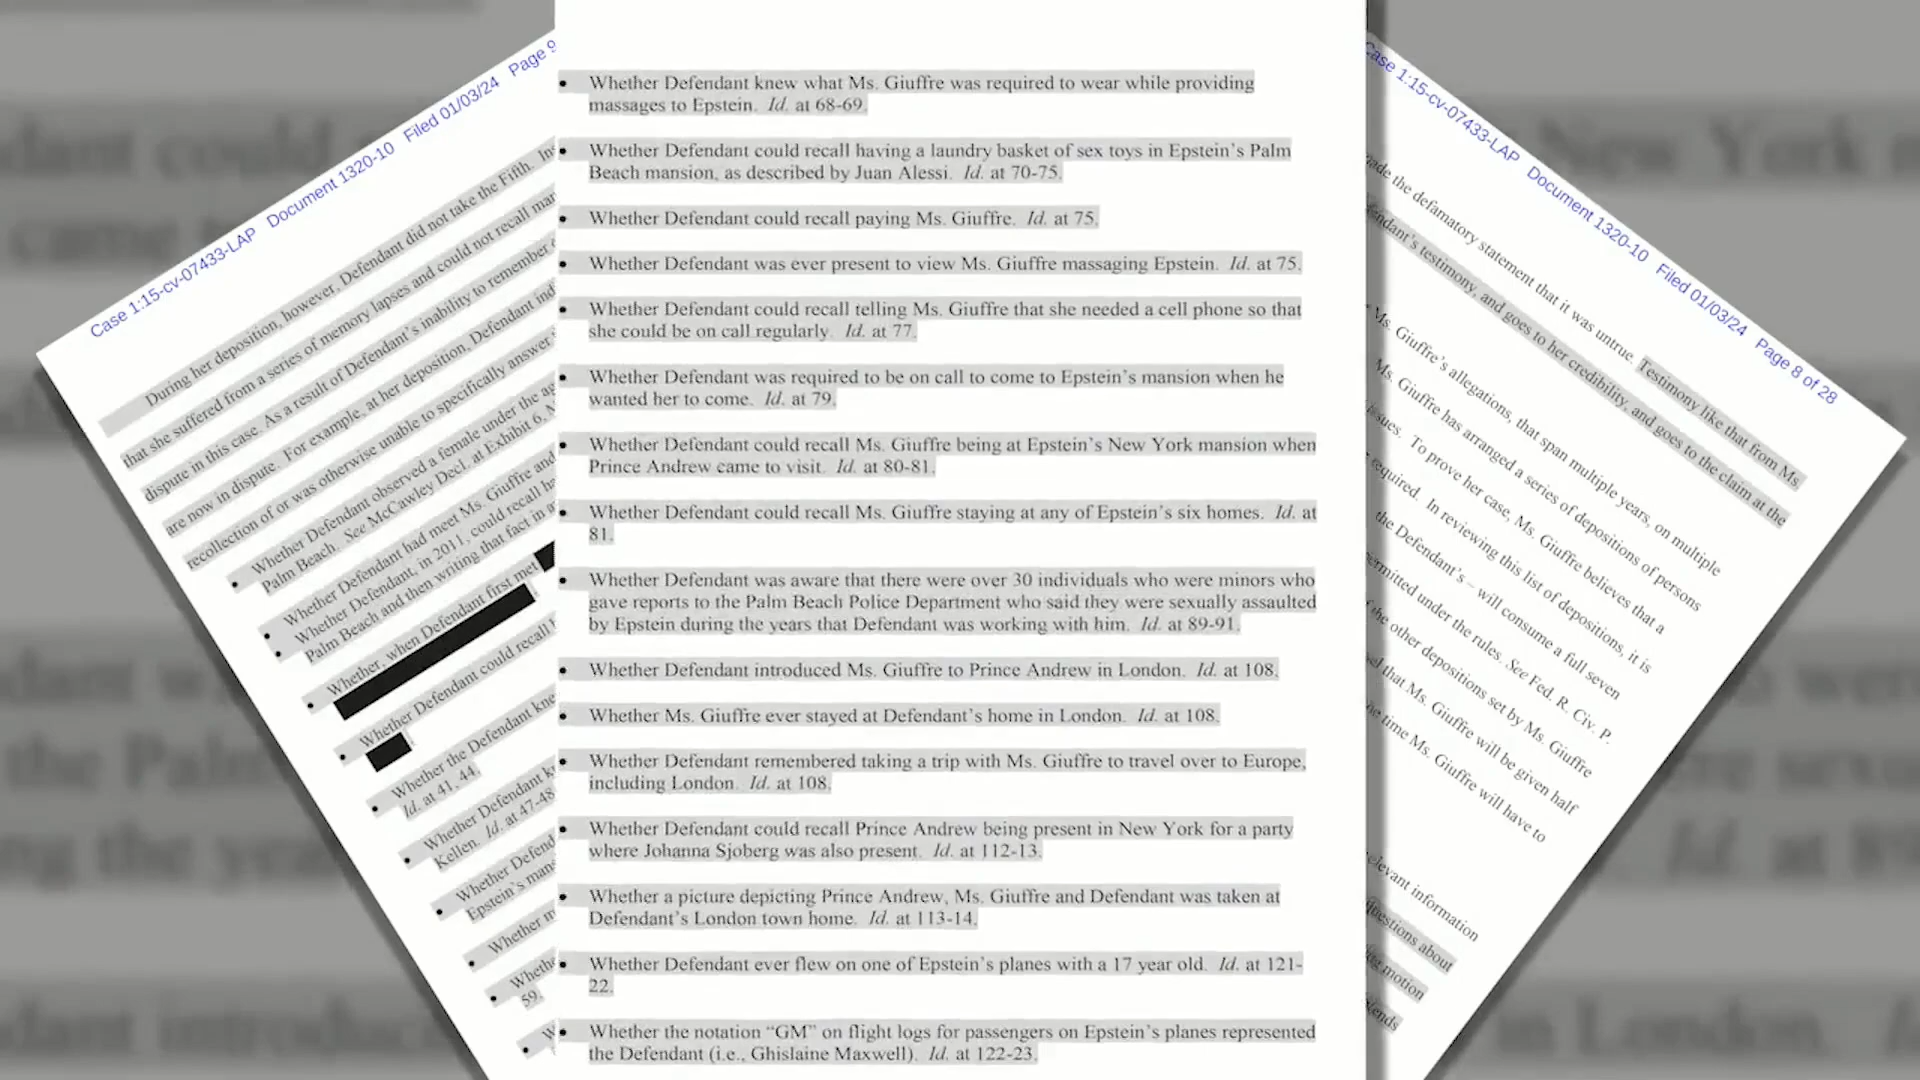 Case 1:15-cv-07433-LAP Document 1320-10 Filed 01/03/24 Page 9
During her deposition, however, Defendant did not take the Fifth.
that she suffered from a series of memory lapses and could not recall
dispute in this case. As a result of Defendant's inability to remember
are now in dispute. For example, at her deposition, Defendant
recollection of or was otherwise unable to specifically answer
• Whether Defendant observed a female under the
Palm Beach. See McCawley Decl. at Exhibit 6,
• Whether Defendant had meet Ms. Giuffre and
• Whether Defendant, in 2011, could recall
Palm Beach and then writing that fact in
• Whether, when Defendant first met
• Whether Defendant could recall
• Whether the Defendant
Id. at 41, 44.
• Whether Defendant
Kellen. Id. at 47-48
• Whether
Epstein's
• Whether
•
59.
•
• Whether Defendant knew what Ms. Giuffre was required to wear while providing
massages to Epstein. Id. at 68-69.
• Whether Defendant could recall having a laundry basket of sex toys in Epstein's Palm
Beach mansion, as described by Juan Alessi. Id. at 70-75.
• Whether Defendant could recall paying Ms. Giuffre. Id. at 75.
• Whether Defendant was ever present to view Ms. Giuffre massaging Epstein. Id. at 75.
• Whether Defendant could recall telling Ms. Giuffre that she needed a cell phone so that
she could be on call regularly. Id. at 77.
• Whether Defendant was required to be on call to come to Epstein's mansion when he
wanted her to come. Id. at 79.
• Whether Defendant could recall Ms. Giuffre being at Epstein's New York mansion when
Prince Andrew came to visit. Id. at 80-81.
• Whether Defendant could recall Ms. Giuffre staying at any of Epstein's six homes. Id. at
81.
• Whether Defendant was aware that there were over 30 individuals who were minors who
gave reports to the Palm Beach Police Department who said they were sexually assaulted
by Epstein during the years that Defendant was working with him. Id. at 89-91.
• Whether Defendant introduced Ms. Giuffre to Prince Andrew in London. Id. at 108.
• Whether Ms. Giuffre ever stayed at Defendant's home in London. Id. at 108.
• Whether Defendant remembered taking a trip with Ms. Giuffre to travel over to Europe,
including London. Id. at 108.
• Whether Defendant could recall Prince Andrew being present in New York for a party
where Johanna Sjoberg was also present. Id. at 112-13.
• Whether a picture depicting Prince Andrew, Ms. Giuffre and Defendant was taken at
Defendant's London town home. Id. at 113-14.
• Whether Defendant ever flew on one of Epstein's planes with a 17 year old. Id. at 121-
22.
• Whether the notation “GM” on flight logs for passengers on Epstein's planes represented
the Defendant (i.e., Ghislaine Maxwell). Id. at 122-23.
Case 1:15-cv-07433-LAP Document 1320-10 Filed 01/03/24 Page 8 of 28
the defamatory statement that it was untrue. Testimony like that from Ms.
testimony, and goes to her credibility, and goes to the claim at the
Ms. Giuffre's allegations, that span multiple years, on multiple
Ms. Giuffre has arranged a series of depositions of persons
To prove her case, Ms. Giuffre believes that a
required. In reviewing this list of depositions, it is
the Defendant's – will consume a full seven
under the rules. See Fed. R. Civ. P.
the other depositions set by Ms. Giuffre
that Ms. Giuffre will be given half
time Ms. Giuffre will have to
information
questions about
motion